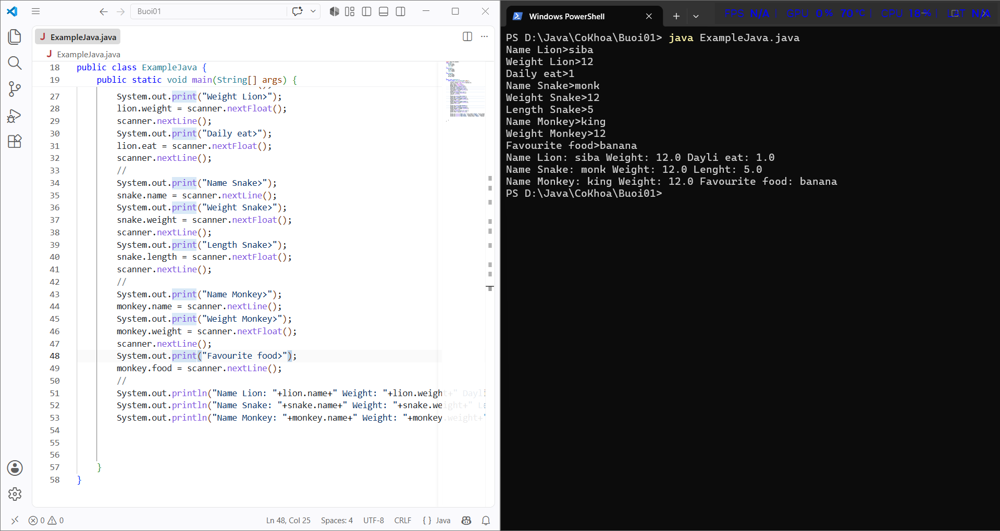 Buoi01
ExampleJava.java
ExampleJava.java
18 public class ExampleJava {
19 public static void main(String[] args) {
27 System.out.print("Weight Lion>");
28 lion.weight = scanner.nextFloat();
29 scanner.nextLine();
30 System.out.print("Daily eat>");
31 lion.eat = scanner.nextFloat();
32 scanner.nextLine();
33 //
34 System.out.print("Name Snake>");
35 snake.name = scanner.nextLine();
36 System.out.print("Weight Snake>");
37 snake.weight = scanner.nextFloat();
38 scanner.nextLine();
39 System.out.print("Length Snake>");
40 snake.length = scanner.nextFloat();
41 scanner.nextLine();
42 //
43 System.out.print("Name Monkey>");
44 monkey.name = scanner.nextLine();
45 System.out.print("Weight Monkey>");
46 monkey.weight = scanner.nextFloat();
47 scanner.nextLine();
48 System.out.print("Favourite food>");
49 monkey.food = scanner.nextLine();
50 //
51 System.out.println("Name Lion: "+lion.name+" Weight: "+lion.weight+" Dayli
52 System.out.println("Name Snake: "+snake.name+" Weight: "+snake.weight+" Le
53 System.out.println("Name Monkey: "+monkey.name+" Weight: "+monkey.weight+"
54
55
56
57 }
58 }
0 0
Ln 48, Col 25 Spaces: 4 UTF-8 CRLF { } Java
Windows PowerShell
FPS N/A | GPU 0 % 70 °C | CPU 18 % | LAT N/A
PS D:\Java\CoKhoa\Buoi01> java ExampleJava.java
Name Lion>siba
Weight Lion>12
Daily eat>1
Name Snake>monk
Weight Snake>12
Length Snake>5
Name Monkey>king
Weight Monkey>12
Favourite food>banana
Name Lion: siba Weight: 12.0 Dayli eat: 1.0
Name Snake: monk Weight: 12.0 Lenght: 5.0
Name Monkey: king Weight: 12.0 Favourite food: banana
PS D:\Java\CoKhoa\Buoi01>